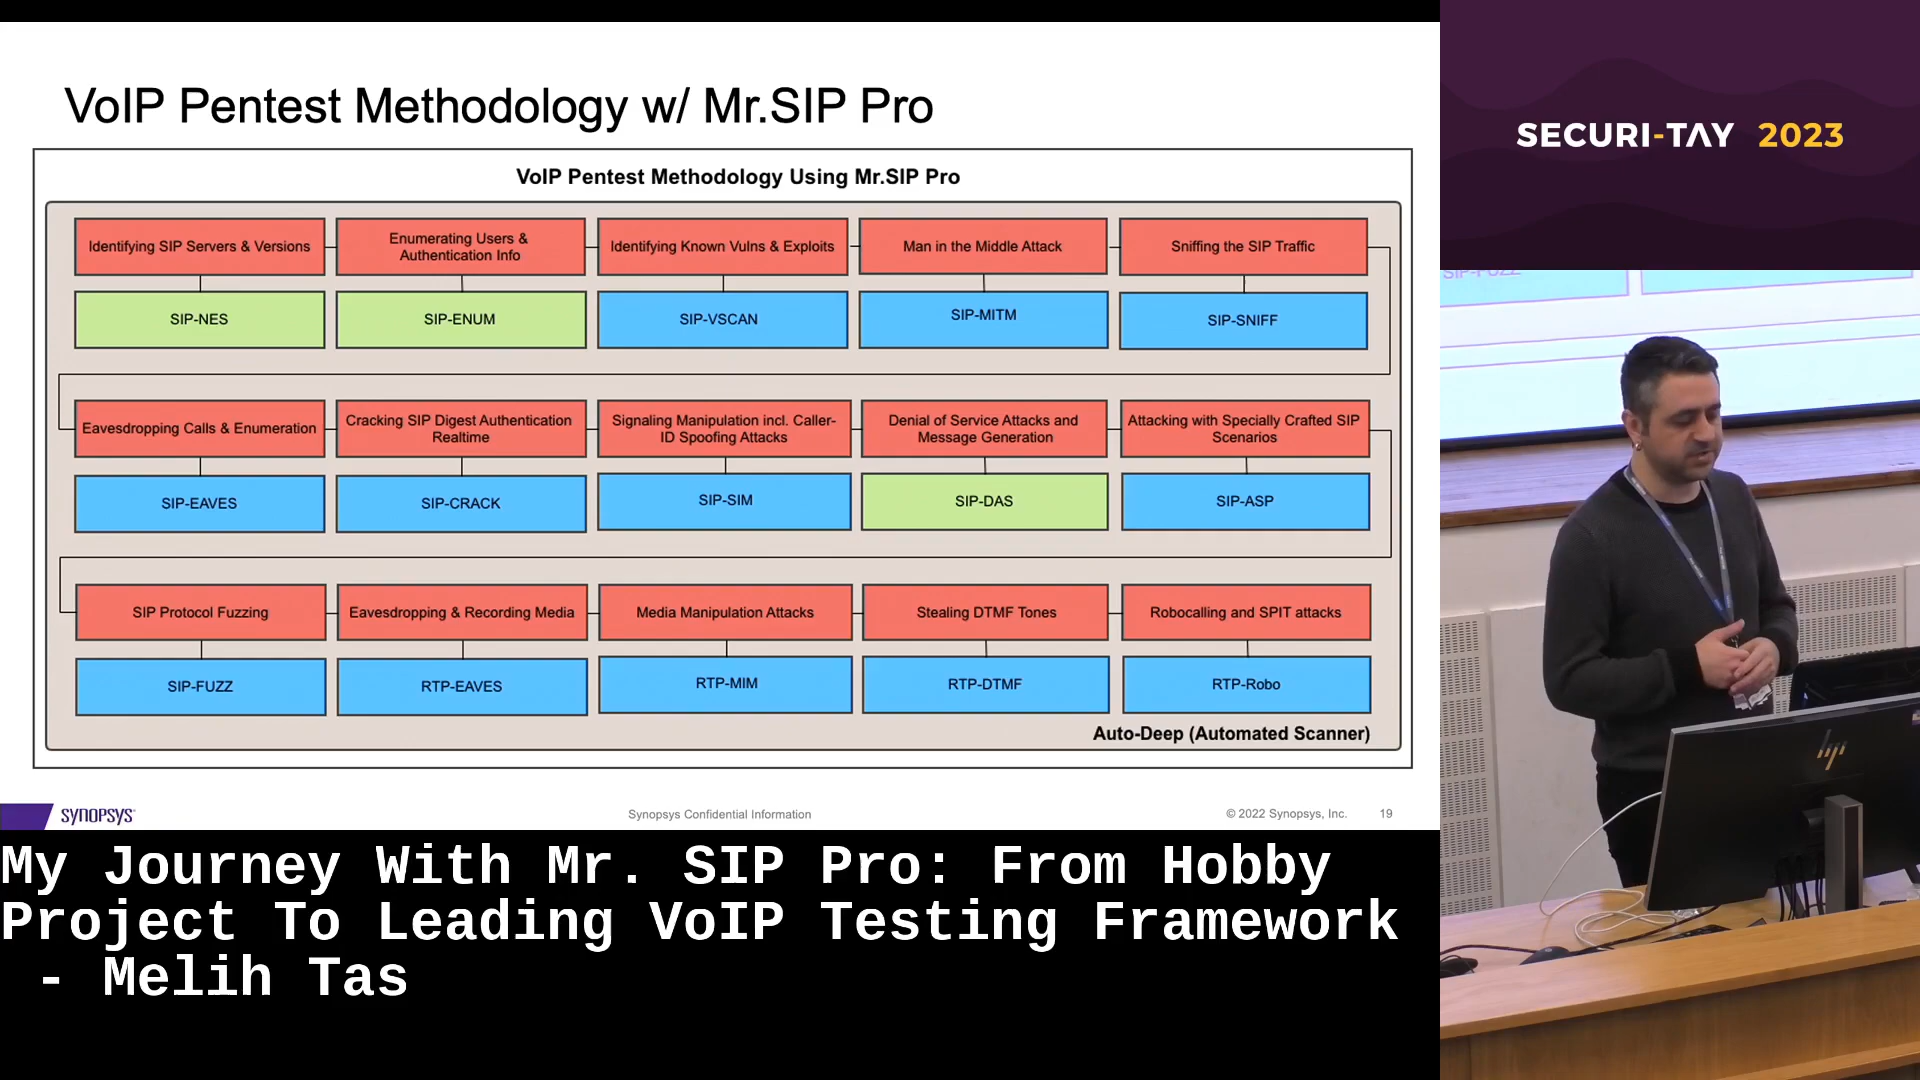 VoIP Pentest Methodology w/ Mr.SIP Pro
VoIP Pentest Methodology Using Mr.SIP Pro
Identifying SIP Servers & Versions
Enumerating Users &
Authentication Info
Identifying Known Vulns & Exploits
Man in the Middle Attack
Sniffing the SIP Traffic
SIP-NES
SIP-ENUM
SIP-VSCAN
SIP-MITM
SIP-SNIFF
Eavesdropping Calls & Enumeration
Cracking SIP Digest Authentication
Realtime
Signaling Manipulation incl. Caller-
ID Spoofing Attacks
Denial of Service Attacks and
Message Generation
Attacking with Specially Crafted SIP
Scenarios
SIP-EAVES
SIP-CRACK
SIP-SIM
SIP-DAS
SIP-ASP
SIP Protocol Fuzzing
Eavesdropping & Recording Media
Media Manipulation Attacks
Stealing DTMF Tones
Robocalling and SPIT attacks
SIP-FUZZ
RTP-EAVES
RTP-MIM
RTP-DTMF
RTP-Robo
Auto-Deep (Automated Scanner)
SYNOPSYS
Synopsys Confidential Information
© 2022 Synopsys, Inc.
19
SECURI-TAY 2023
SIP-FUZZ
hp
My Journey With Mr. SIP Pro: From Hobby
Project To Leading VoIP Testing Framework
- Melih Tas